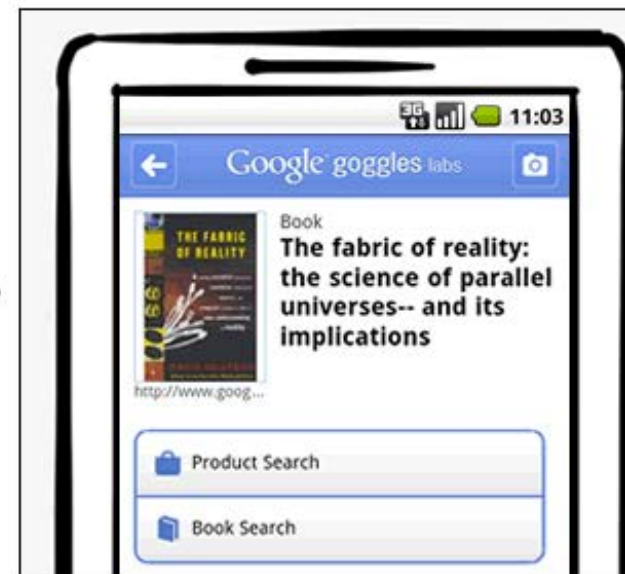 3G
11:03
Google goggles labs
THE FABRIC
OF REALITY
Book
The fabric of reality:
the science of parallel
universes-- and its
implications
http://www.goog...
Product Search
Book Search